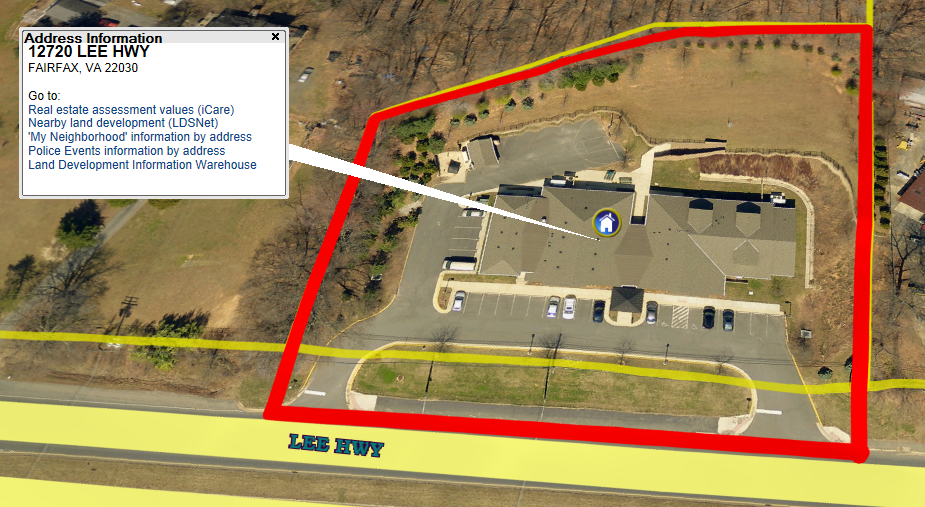 Address Information
12720 LEE HWY
FAIRFAX, VA 22030
Go to:
Real estate assessment values (iCare)
Nearby land development (LDSNet)
'My Neighborhood' information by address
Police Events information by address
Land Development Information Warehouse
LEE HWY